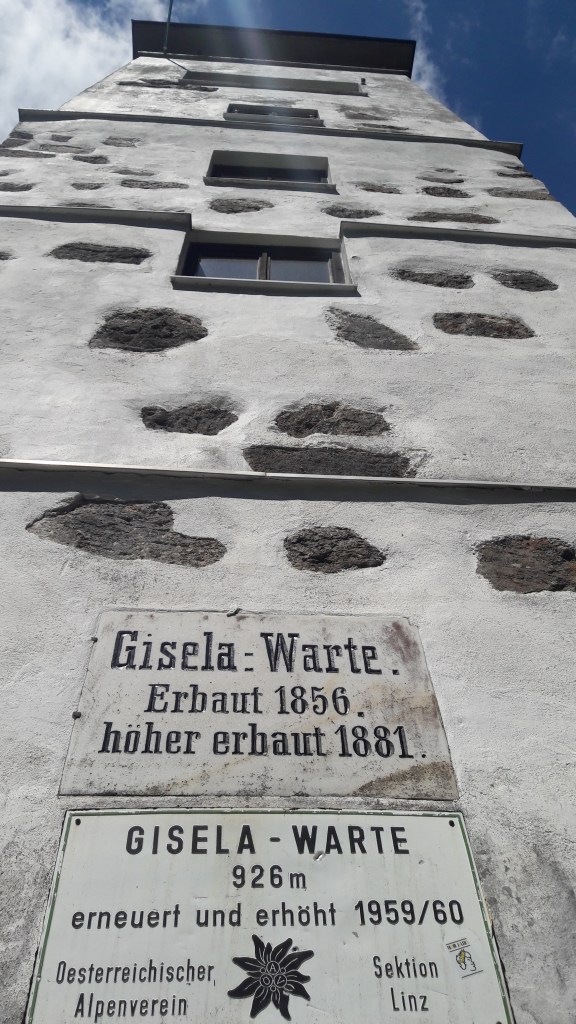 Gisela-Warte.
Erbaut 1856.
höher erbaut 1881.
GISELA-WARTE
926m
erneuert und erhöht 1959/60
Oesterreichischer
Alpenverein
Sektion
Linz